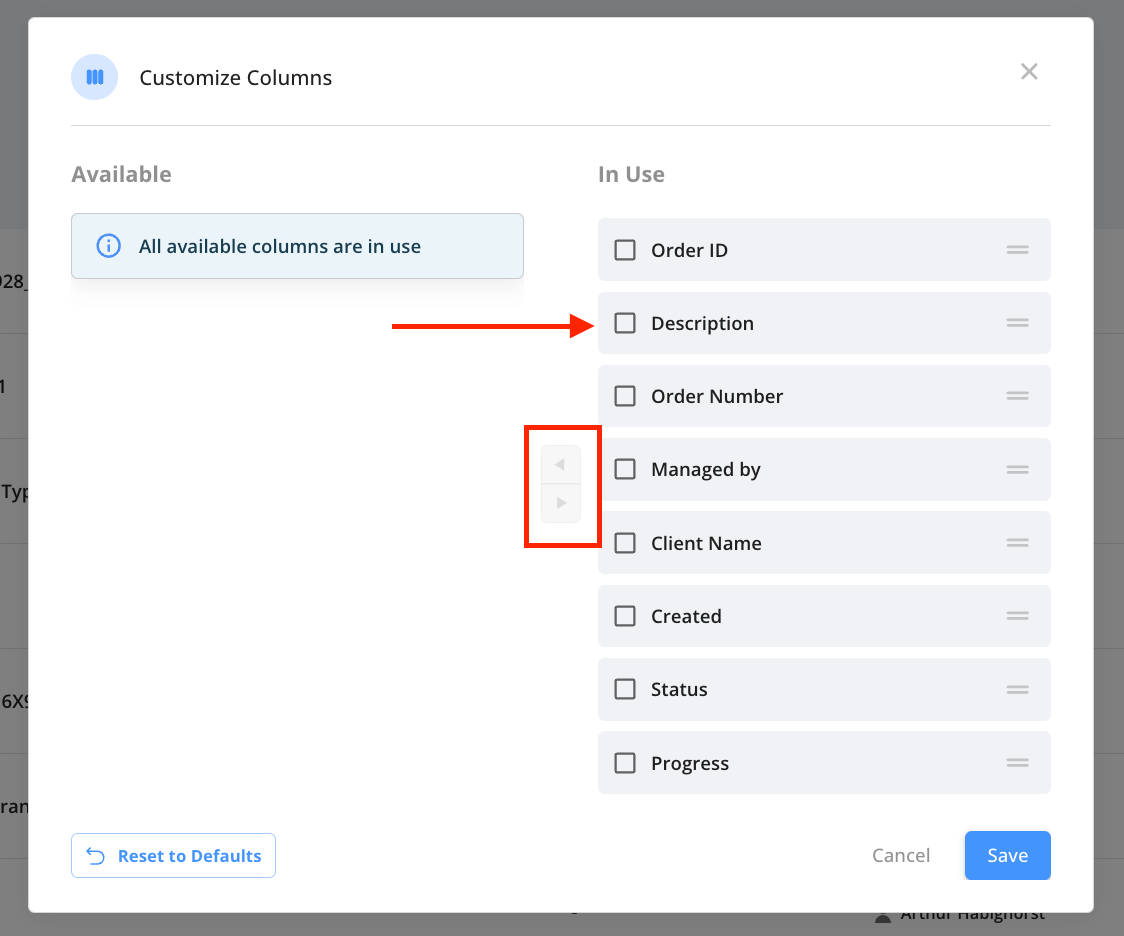 Customize Columns
Available
In Use
All available columns are in use
Order ID
Description
Order Number
Managed by
Client Name
Created
Status
Progress
Reset to Defaults
Cancel
Save
928_
1
Typ
6X9
ran
Arthur Habighorst